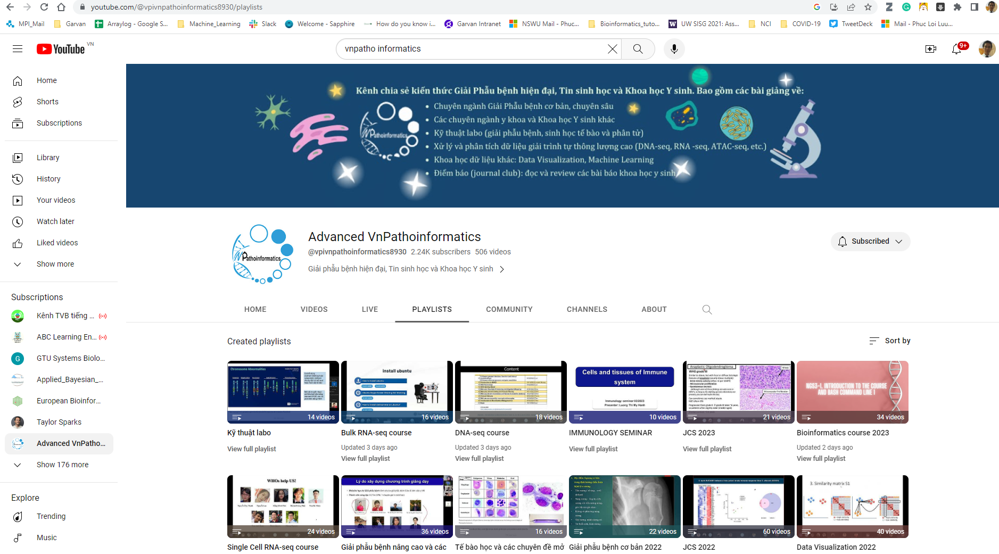 youtube.com/@vpivnpathoinformatics8930/playlists
MPI_Mail
Garvan
Arraylog - Google S...
Machine_Learning
Slack
Welcome - Sapphire
How do you know i...
Garvan Intranet
NSWU Mail - Phuc...
Bioinformatics_tuto...
UW SISG 2021: Ass...
NCI
COVID-19
TweetDeck
Mail - Phuc Loi Luu...
YouTube VN
vnpatho informatics
9+
Home
Shorts
Subscriptions
Library
History
Your videos
Watch later
Liked videos
Show more
Subscriptions
Kênh TVB tiếng ...
ABC Learning En...
G
GTU Systems Biolo...
Applied_Bayesian_...
European Bioinfor...
Taylor Sparks
Advanced VnPatho...
Show 176 more
Explore
Trending
Music
Kênh chia sẻ kiến thức Giải Phẫu bệnh hiện đại, Tin sinh học và Khoa học Y sinh. Bao gồm các bài giảng về:
• Chuyên ngành Giải Phẫu bệnh cơ bản, chuyên sâu
• Các chuyên ngành y khoa và Khoa học Y sinh khác
• Kỹ thuật labo (giải phẫu bệnh, sinh học tế bào và phân tử)
• Xử lý và phân tích dữ liệu giải trình tự thông lượng cao (DNA-seq, RNA -seq, ATAC-seq, etc.)
• Khoa học dữ liệu khác: Data Visualization, Machine Learning
• Điểm báo (journal club): đọc và review các bài báo khoa học y sinh
VNPathoinformatics
VNPathoinformatics
Advanced VnPathoinformatics
@vpivnpathoinformatics8930 2.24K subscribers 506 videos
Giải phẫu bệnh hiện đại, Tin sinh học và Khoa học Y sinh
Subscribed
HOME
VIDEOS
LIVE
PLAYLISTS
COMMUNITY
CHANNELS
ABOUT
Created playlists
Sort by
Chromosome Abnormalities
14 videos
Kỹ thuật labo
View full playlist
install ubuntu
16 videos
Bulk RNA-seq course
Updated 3 days ago
View full playlist
Content
18 videos
DNA-seq course
Updated 3 days ago
View full playlist
Cells and tissues of Immune
system
Immunology seminar 03/2023
Presenter: Luong Thi My Hanh
10 videos
IMMUNOLOGY SEMINAR
View full playlist
Anaplastic Oligodendroglioma
WHO grade III
21 videos
JCS 2023
View full playlist
NGS3-1. INTRODUCTION TO THE COURSE
AND BASH COMMAND LINE 1
34 videos
Bioinformatics course 2023
Updated 2 days ago
View full playlist
WHOs help US!
24 videos
Single Cell RNA-seq course
Lý do xây dựng chương trình giảng dạy
36 videos
Giải phẫu bệnh nâng cao và các
16 videos
Tế bào học và các chuyên đề mở
22 videos
Giải phẫu bệnh cơ bản 2022
60 videos
JCS 2022
3. Similarity matrix S1
40 videos
Data Visualization 2022